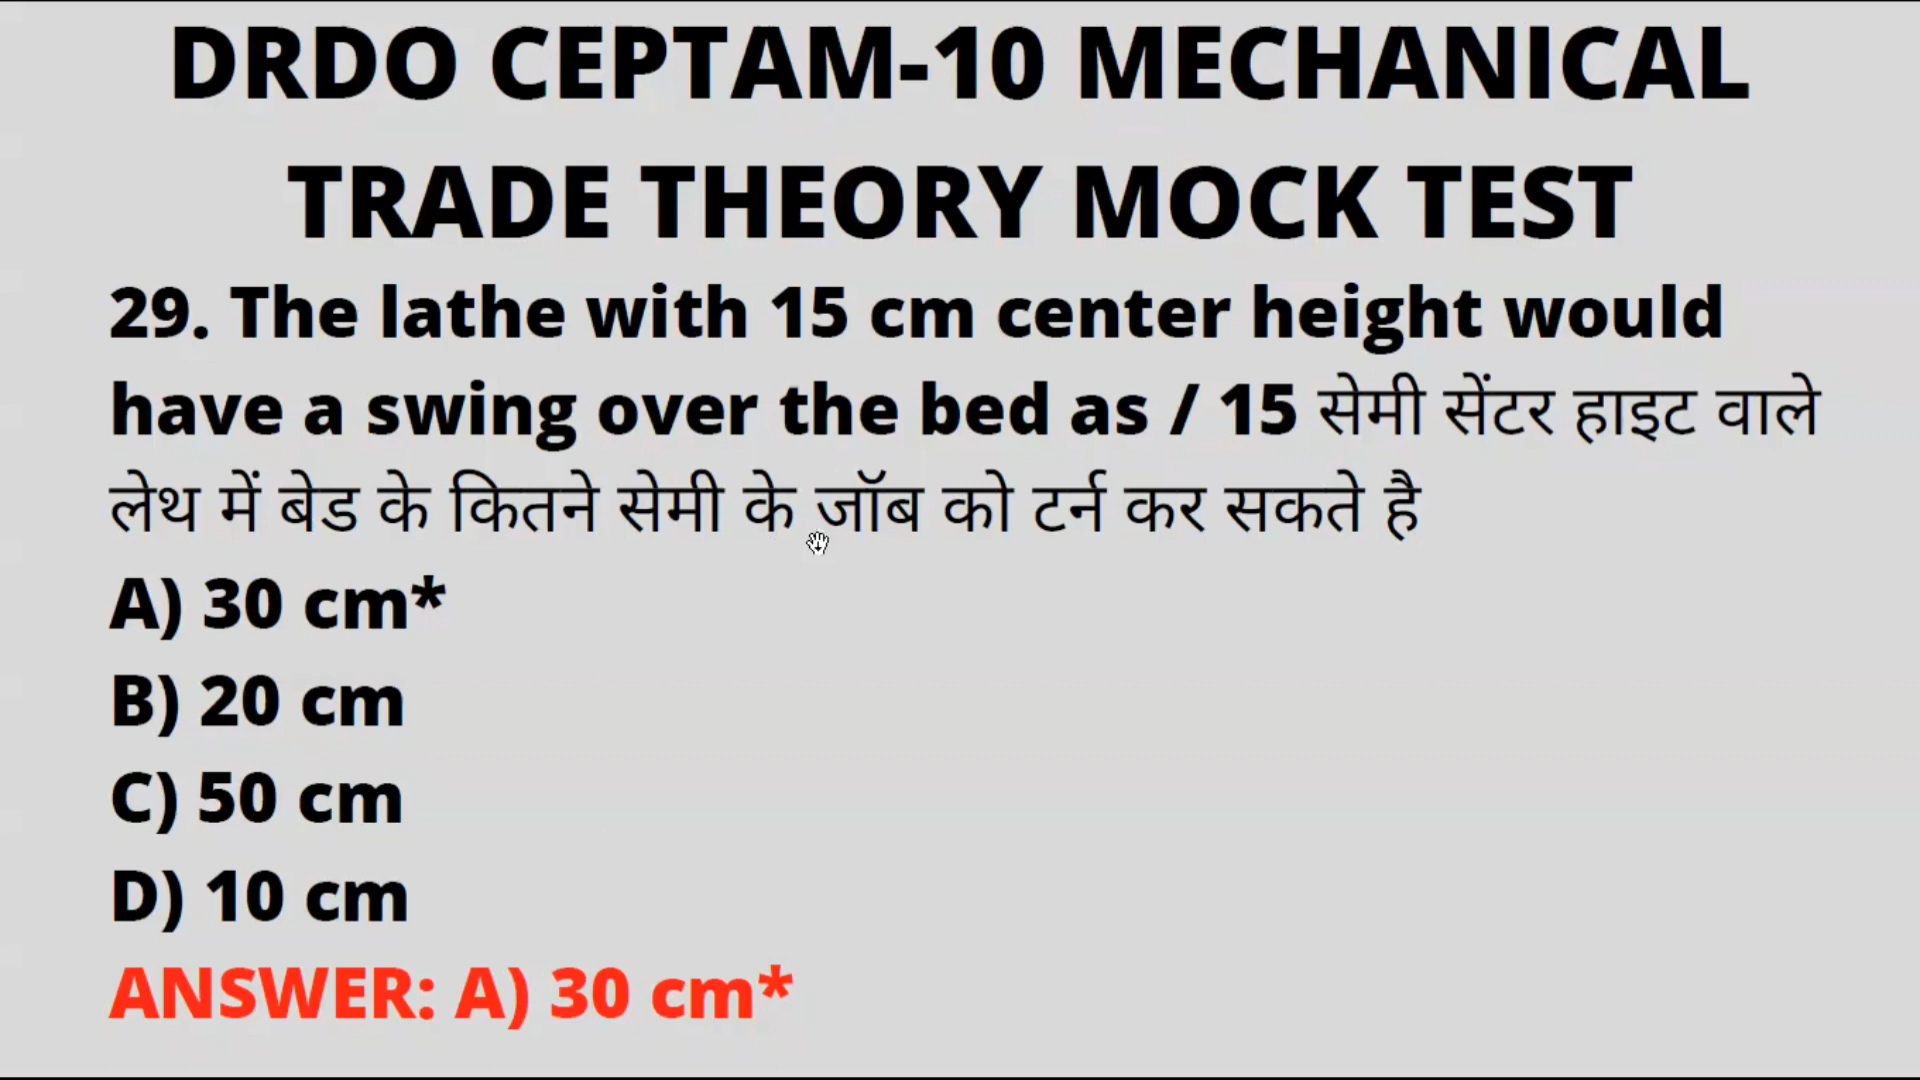 DRDO CEPTAM-10 MECHANICAL
TRADE THEORY MOCK TEST
29. The lathe with 15 cm center height would
have a swing over the bed as / 15 सेमी सेंटर हाइट वाले
लेथ में बेड के कितने सेमी के जॉब को टर्न कर सकते है
A) 30 cm*
B) 20 cm
C) 50 cm
D) 10 cm
ANSWER: A) 30 cm*